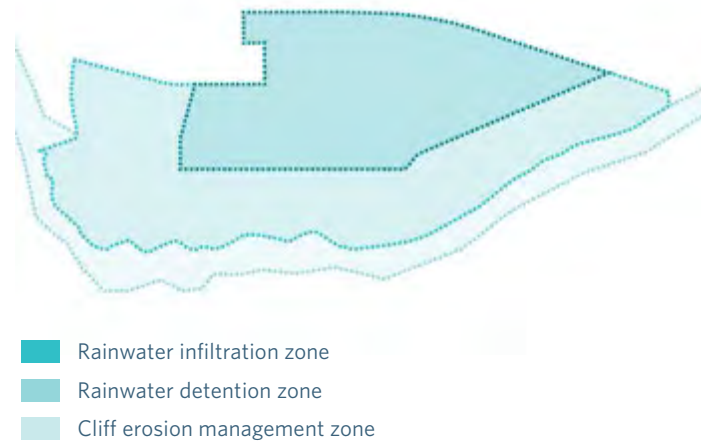 Rainwater infiltration zone
Rainwater detention zone
Cliff erosion management zone